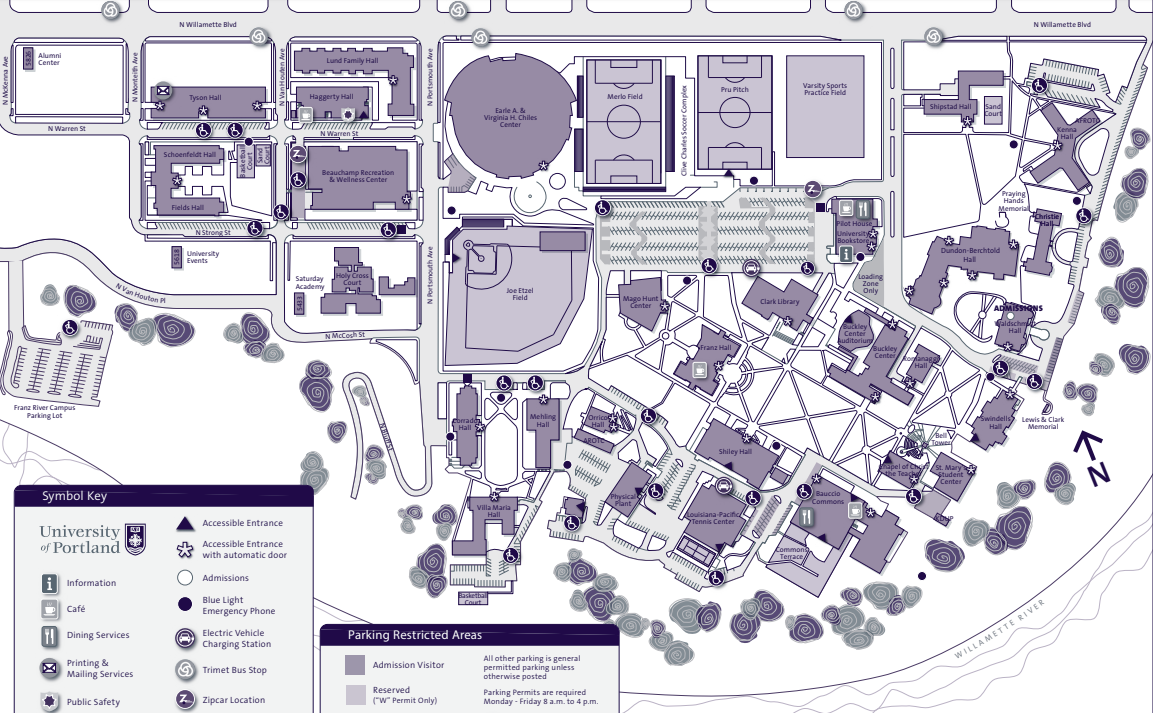 N Willamette Blvd
N Willamette Blvd
N McKenna Ave
Alumni
Center
N Monteith Ave
N Van Houten Ave
N Portsmouth Ave
Lund Family Hall
Tyson Hall
Haggerty Hall
N Warren St
N Warren St
Earle A. &
Virginia H. Chiles
Center
Merlo Field
Clive Charles Soccer Complex
Pru Pitch
Varsity Sports
Practice Field
Shipstad Hall
Sand
Court
AFROTC
Kenna
Hall
Schoenfeldt Hall
Basketball
Court
Sand
Court
Fields Hall
Beauchamp Recreation
& Wellness Center
N Strong St
Praying
Hands
Memorial
Christie
Hall
Pilot House
University
Bookstore
Dundon-Berchtold
Hall
5618
University
Events
Saturday
Academy
5433
Holy Cross
Court
N Portsmouth Ave
Joe Etzel
Field
Loading
Zone
Only
N Van Houton Pl
N McCosh St
Mago Hunt
Center
Clark Library
ADMISSIONS
Waldschmidt
Hall
Buckley
Center
Auditorium
Buckley
Center
Romanaggi
Hall
Franz Hall
Franz River Campus
Parking Lot
Corrado
Hall
Mehling
Hall
Orrico
Hall
AROTC
Swindells
Hall
Lewis & Clark
Memorial
Bell
Tower
N
Shiley Hall
Chapel of Christ
the Teacher
St. Mary's
Student
Center
Physical
Plant
Bauccio
Commons
Villa Maria
Hall
Louisiana-Pacific
Tennis Center
Commons
Terrace
Basketball
Court
WILLAMETTE RIVER
Symbol Key
University
of Portland
Information
Café
Dining Services
Printing &
Mailing Services
Public Safety
Accessible Entrance
Accessible Entrance
with automatic door
Admissions
Blue Light
Emergency Phone
Electric Vehicle
Charging Station
Trimet Bus Stop
Zipcar Location
Parking Restricted Areas
Admission Visitor
Reserved
("W" Permit Only)
All other parking is general
permitted parking unless
otherwise posted
Parking Permits are required
Monday - Friday 8 a.m. to 4 p.m.